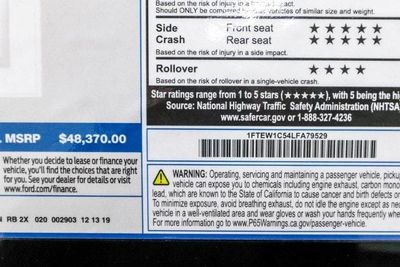 Based on the risk of injury in a frontal impact.
Should ONLY be compared to other vehicles of similar size and weight.
Side Front seat ★★★★★
Crash Rear seat ★★★★★
Based on the risk of injury in a side impact.
Rollover ★★★★
Based on the risk of rollover in a single-vehicle crash.
Star ratings range from 1 to 5 stars (★★★★★), with 5 being the hi
Source: National Highway Traffic Safety Administration (NHTSA
www.safercar.gov or 1-888-327-4236
MSRP $48,370.00
1FTEW1C54LFA79529
Whether you decide to lease or finance your
vehicle, you'll find the choices that are right
for you. See your dealer for details or visit
www.ford.com/finance.
N RB 2X 020 002903 12 13 19
WARNING: Operating, servicing and maintaining a passenger vehicle, pickup
vehicle can expose you to chemicals including engine exhaust, carbon mono
lead, which are known to the State of California to cause cancer and birth defects or
To minimize exposure, avoid breathing exhaust, do not idle the engine except as nec
vehicle in a well-ventilated area and wear gloves or wash your hands frequently whe
For more information go to www.P65Warnings.ca.gov/passenger-vehicle.